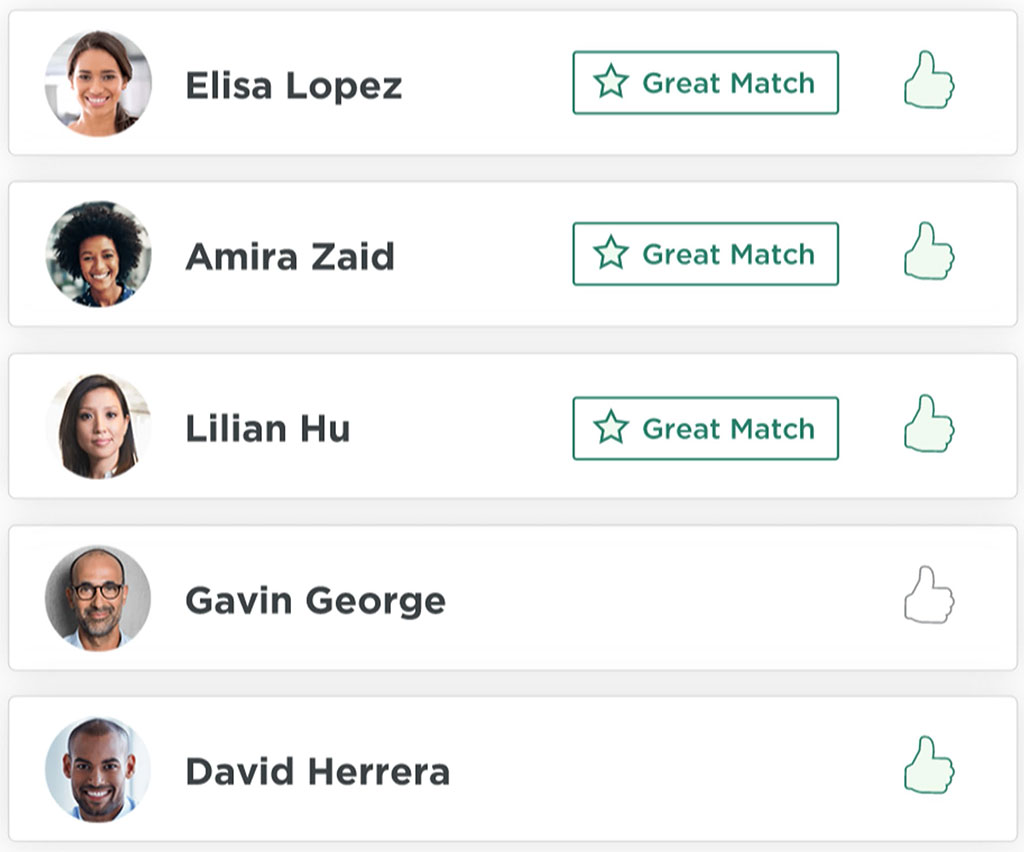 Elisa Lopez Great Match
Amira Zaid Great Match
Lilian Hu Great Match
Gavin George
David Herrera